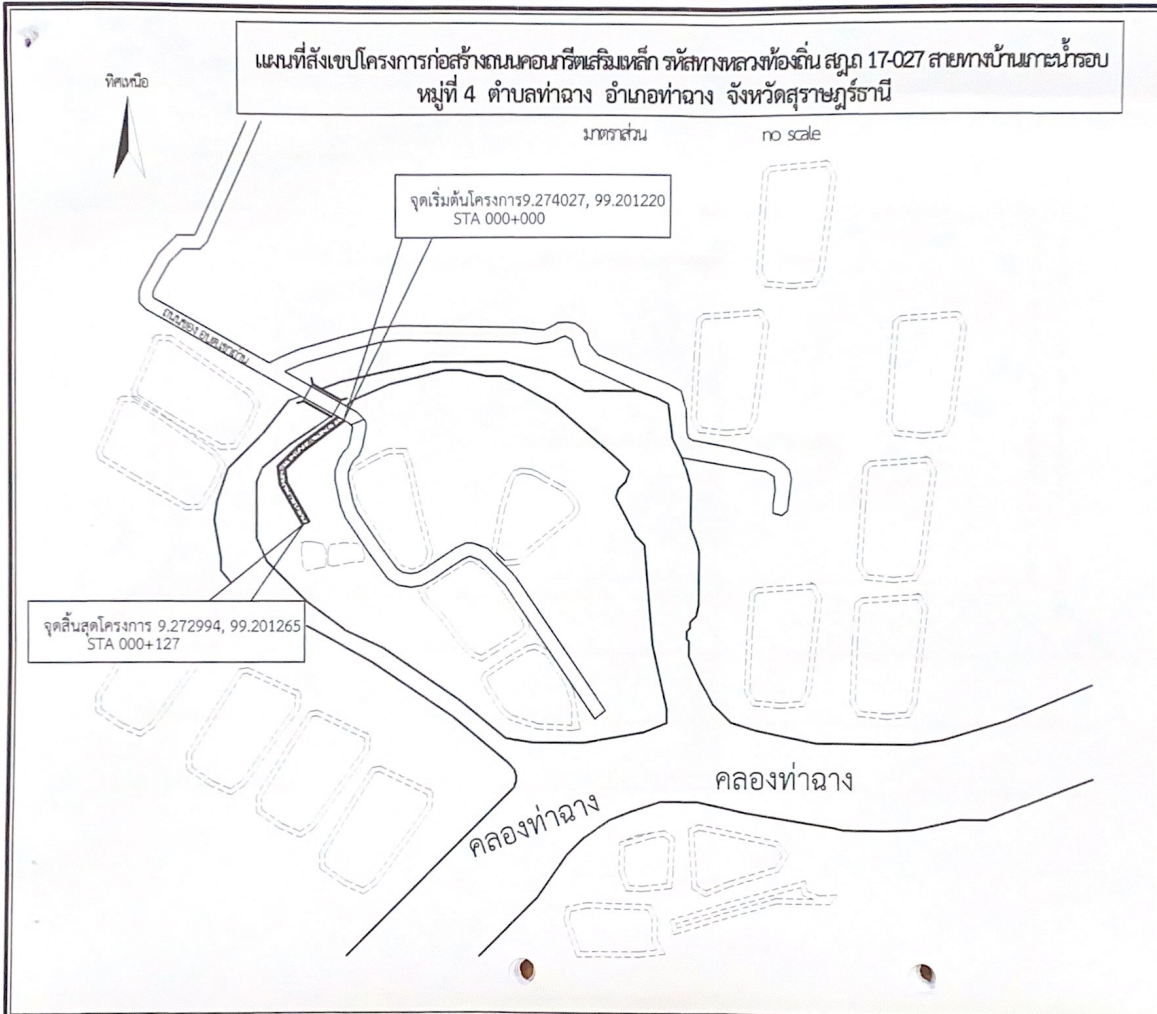 แผนที่สังเขปโครงการก่อสร้างถนนคอนกรีตเสริมเหล็ก รหัสทางหลวงท้องถิ่น สฎ.ถ 17-027 สายทางบ้านเกาะน้ำรอบ
หมู่ที่ 4 ตำบลท่าฉาง อำเภอท่าฉาง จังหวัดสุราษฎร์ธานี
ทิศเหนือ
มาตราส่วน no scale
จุดเริ่มต้นโครงการ9.274027, 99.201220
STA 000+000
ถนนของ
จุดสิ้นสุดโครงการ 9.272994, 99.201265
STA 000+127
คลองท่าฉาง
คลองท่าฉาง